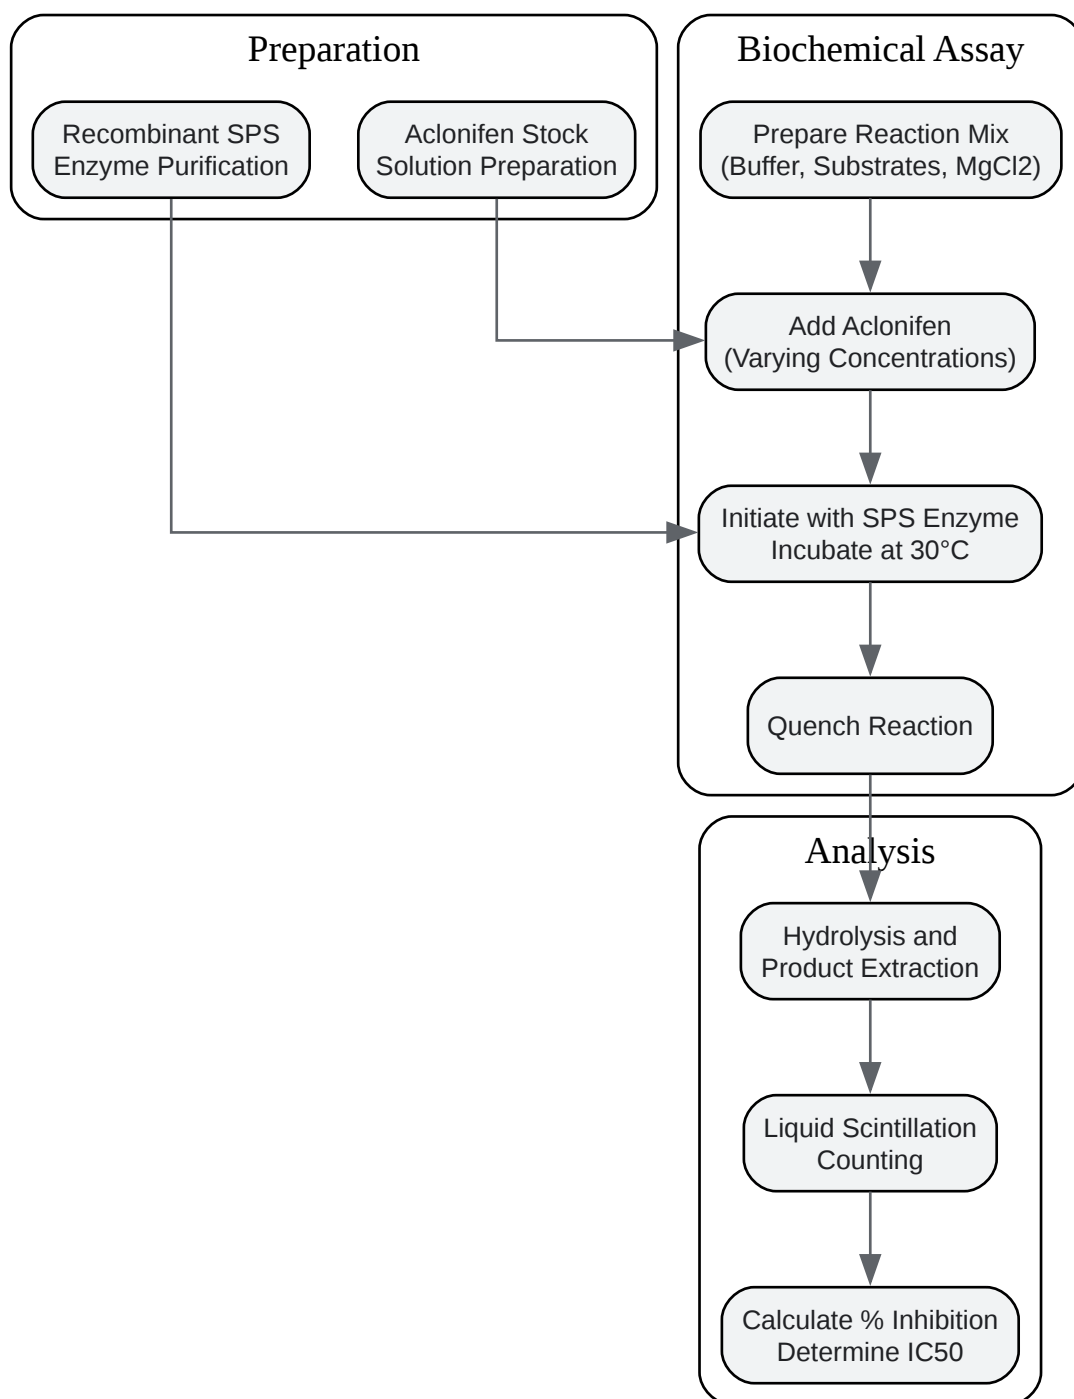 Preparation
Recombinant SPS
Enzyme Purification
Aclonifen Stock
Solution Preparation
Biochemical Assay
Prepare Reaction Mix
(Buffer, Substrates, MgCl2)
Add Aclonifen
(Varying Concentrations)
Initiate with SPS Enzyme
Incubate at 30°C
Quench Reaction
Analysis
Hydrolysis and
Product Extraction
Liquid Scintillation
Counting
Calculate % Inhibition
Determine IC50